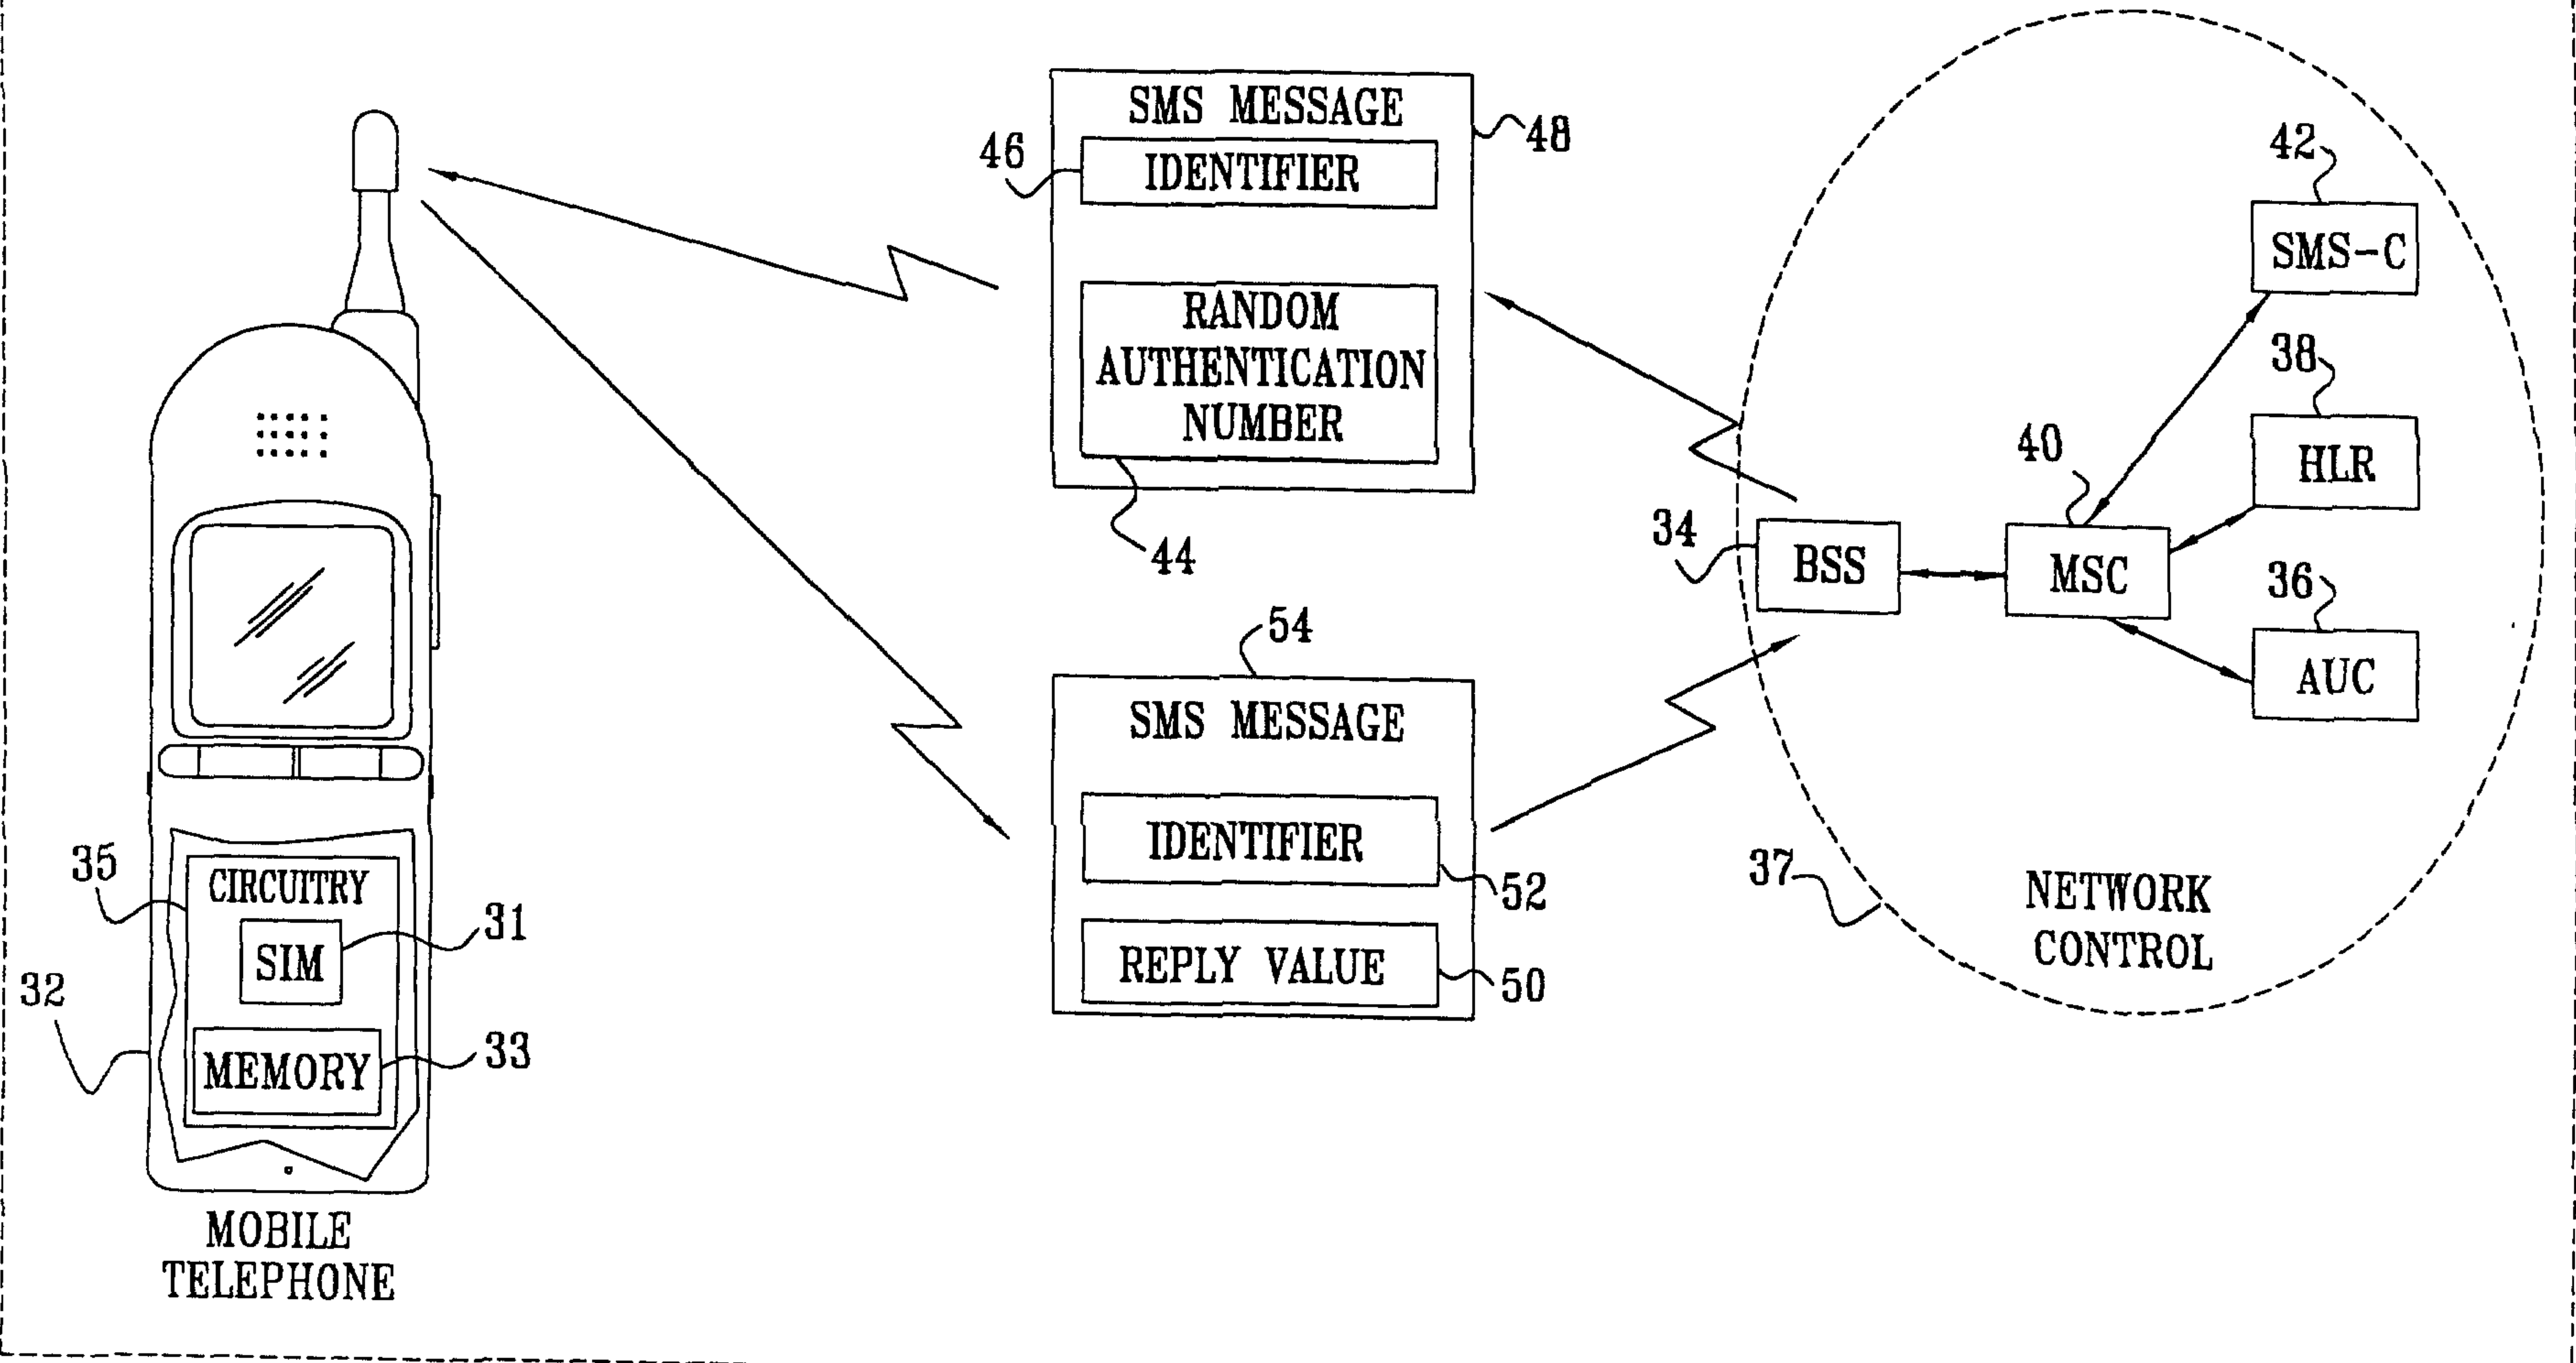 SMS MESSAGE
48
46
IDENTIFIER
RANDOM
AUTHENTICATION
NUMBER
44
42
SMS-C
38
HLR
40
34
BSS
MSC
36
AUC
54
SMS MESSAGE
IDENTIFIER
52
REPLY VALUE
50
37
NETWORK
CONTROL
35
CIRCUITRY
31
SIM
32
33
MEMORY
MOBILE
TELEPHONE